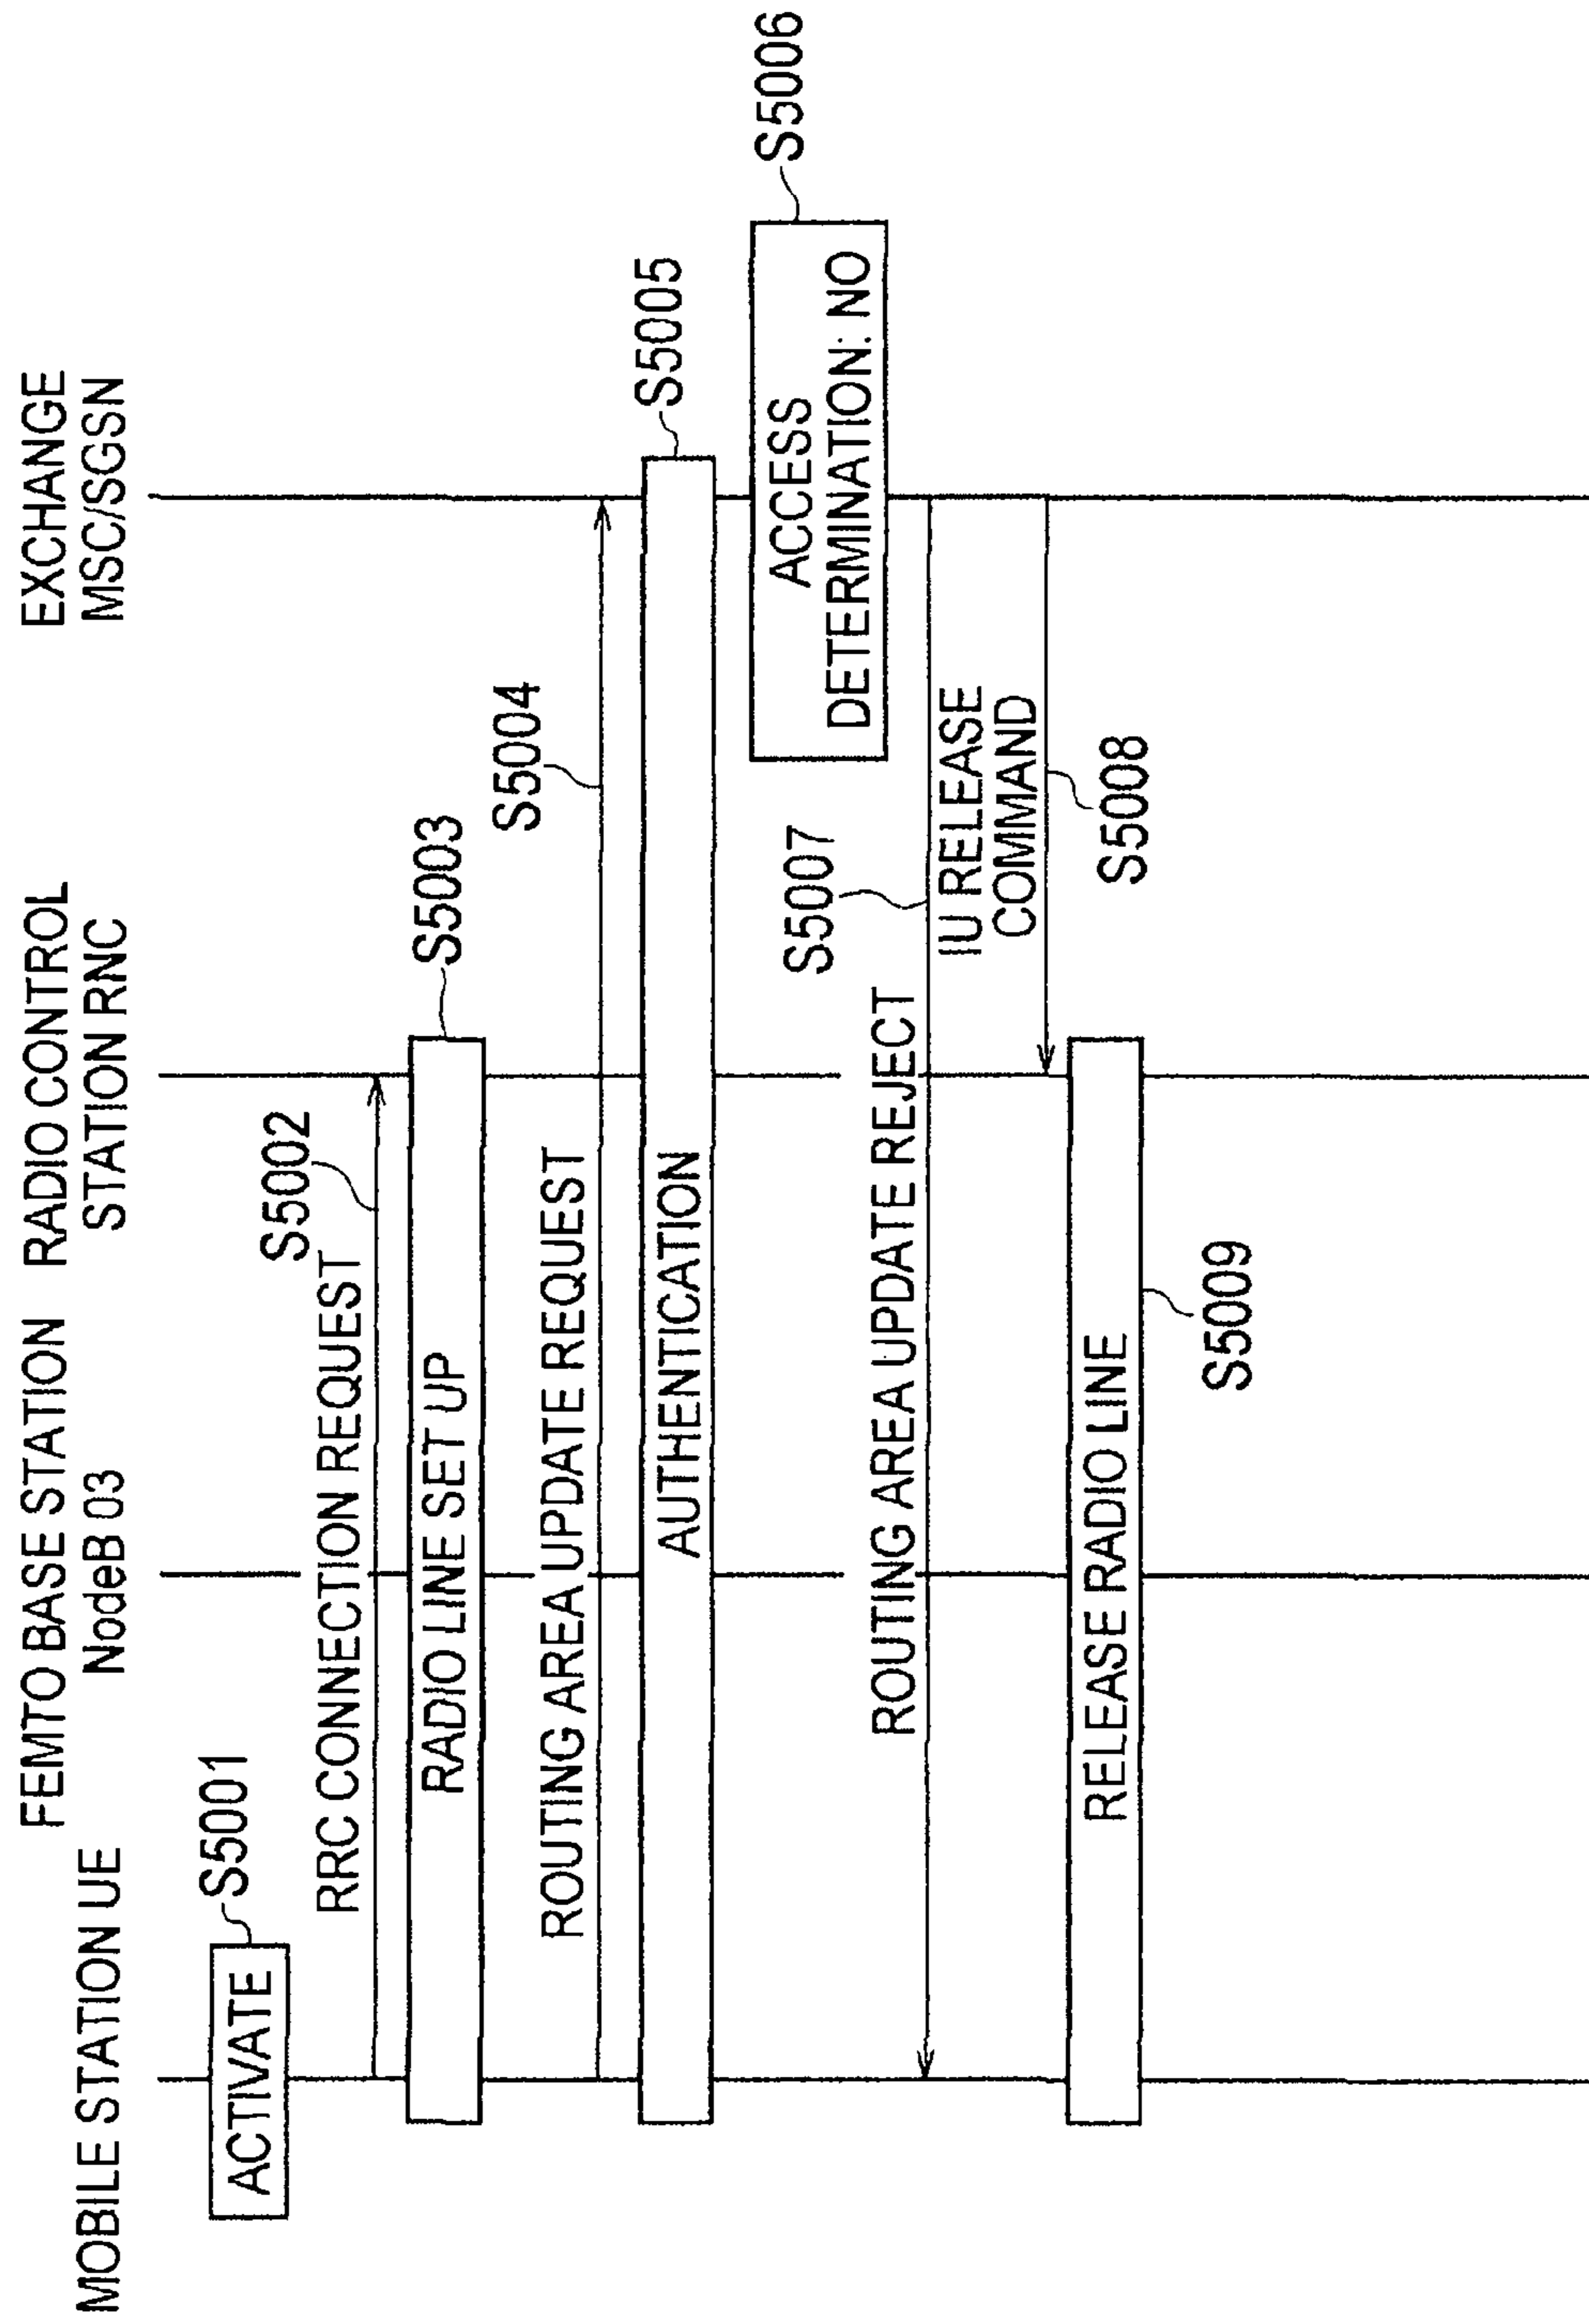 MOBILE STATION UE
FEMTO BASE STATION
NodeB 03
RADIO CONTROL
STATION RNC
EXCHANGE
MSC/SGSN
ACTIVATE
S5001
RRC CONNECTION REQUEST
S5002
RADIO LINE SET UP
S5003
ROUTING AREA UPDATE REQUEST
S5004
AUTHENTICATION
S5005
ACCESS
DETERMINATION: NO
S5006
ROUTING AREA UPDATE REJECT
S5007
IU RELEASE
COMMAND
S5008
RELEASE RADIO LINE
S5009